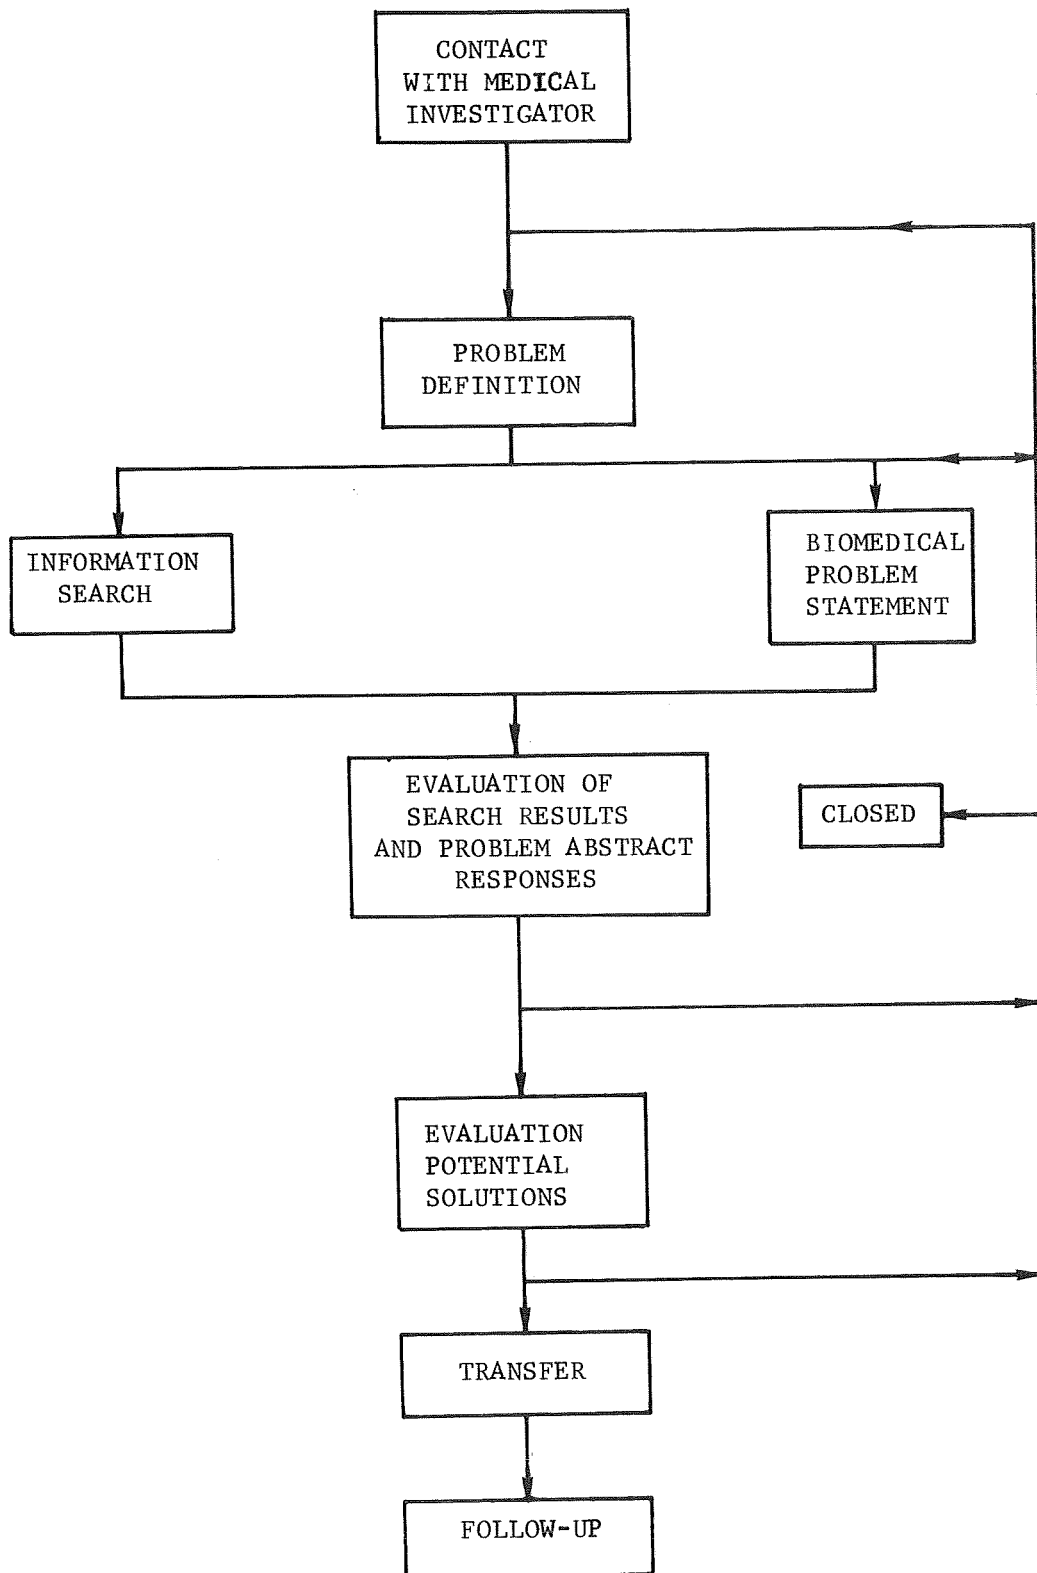 CONTACT
WITH MEDICAL
INVESTIGATOR
PROBLEM
DEFINITION
INFORMATION
SEARCH
BIOMEDICAL
PROBLEM
STATEMENT
EVALUATION OF
SEARCH RESULTS
AND PROBLEM ABSTRACT
RESPONSES
CLOSED
EVALUATION
POTENTIAL
SOLUTIONS
TRANSFER
FOLLOW-UP